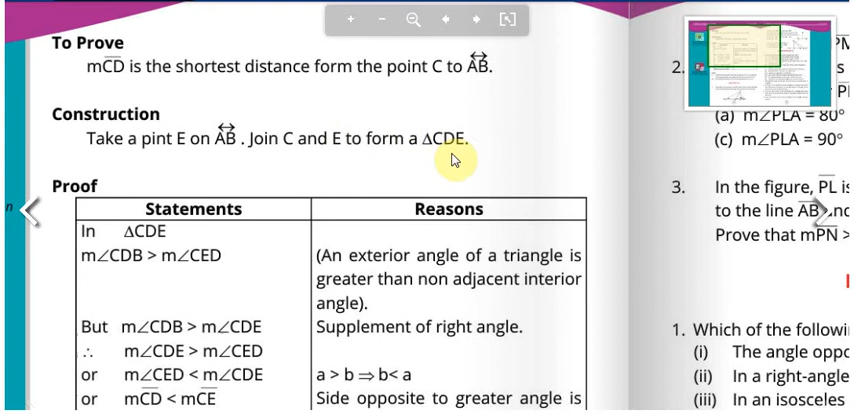 To Prove
mCD is the shortest distance form the point C to AB.
Construction
Take a pint E on AB . Join C and E to form a ΔCDE.
Proof
Statements Reasons
In ΔCDE
m∠CDB > m∠CED (An exterior angle of a triangle is
greater than non adjacent interior
angle).
But m∠CDB > m∠CDE Supplement of right angle.
∴ m∠CDE > m∠CED
or m∠CED < m∠CDE a > b ⇒ b< a
or mCD < mCE Side opposite to greater angle is
n
2.
(a) m∠PLA = 80°
(c) m∠PLA = 90°
3. In the figure, PL is
to the line AB
Prove that mPN >
1. Which of the followi
(i) The angle oppo
(ii) In a right-angle
(iii) In an isosceles